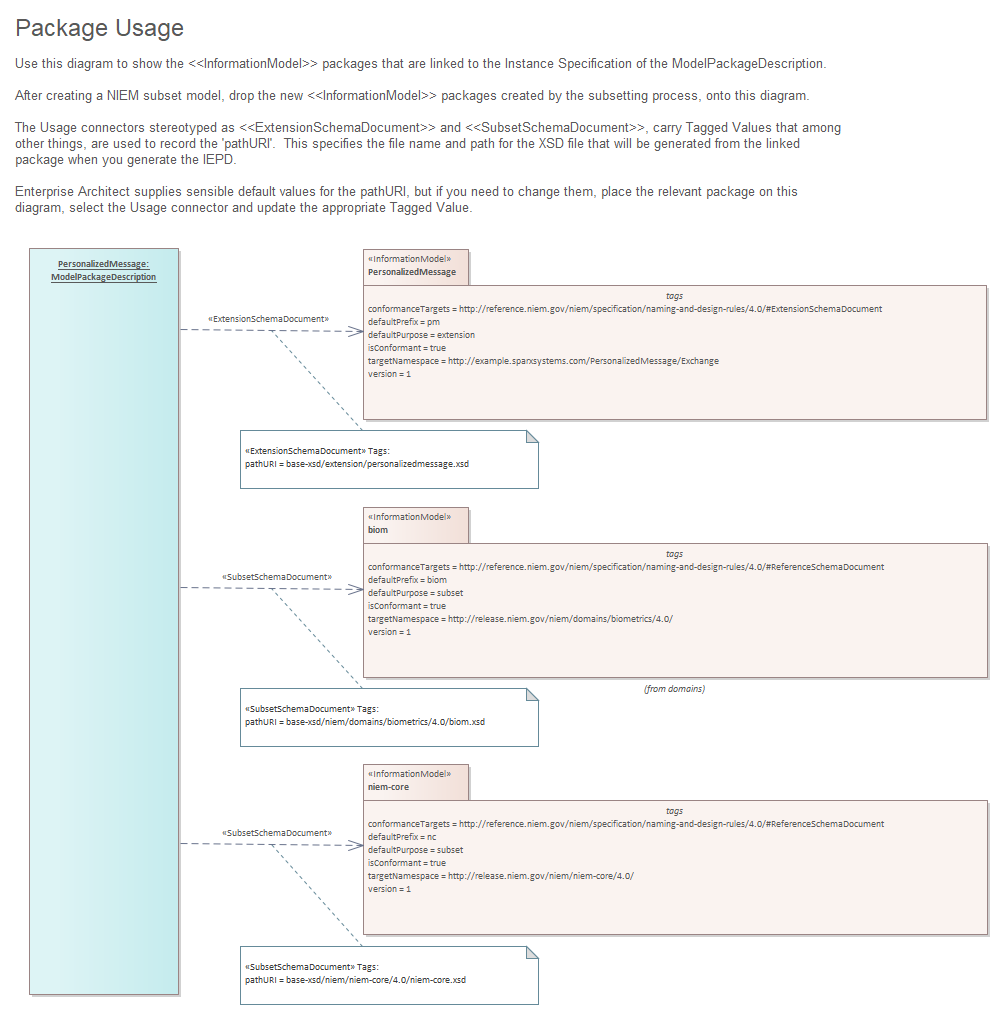 Package Usage
Use this diagram to show the <<InformationModel>> packages that are linked to the Instance Specification of the ModelPackageDescription.
After creating a NIEM subset model, drop the new <<InformationModel>> packages created by the subsetting process, onto this diagram.
The Usage connectors stereotyped as <<ExtensionSchemaDocument>> and <<SubsetSchemaDocument>>, carry Tagged Values that among
other things, are used to record the 'pathURI'.  This specifies the file name and path for the XSD file that will be generated from the linked
package when you generate the IEPD.
Enterprise Architect supplies sensible default values for the pathURI, but if you need to change them, place the relevant package on this
diagram, select the Usage connector and update the appropriate Tagged Value.
PersonalizedMessage:
ModelPackageDescription
«ExtensionSchemaDocument»
«InformationModel»
PersonalizedMessage
tags
conformanceTargets = http://reference.niem.gov/niem/specification/naming-and-design-rules/4.0/#ExtensionSchemaDocument
defaultPrefix = pm
defaultPurpose = extension
isConformant = true
targetNamespace = http://example.sparxsystems.com/PersonalizedMessage/Exchange
version = 1
«ExtensionSchemaDocument» Tags:
pathURI = base-xsd/extension/personalizedmessage.xsd
«SubsetSchemaDocument»
«InformationModel»
biom
tags
conformanceTargets = http://reference.niem.gov/niem/specification/naming-and-design-rules/4.0/#ReferenceSchemaDocument
defaultPrefix = biom
defaultPurpose = subset
isConformant = true
targetNamespace = http://release.niem.gov/niem/domains/biometrics/4.0/
version = 1
(from domains)
«SubsetSchemaDocument» Tags:
pathURI = base-xsd/niem/domains/biometrics/4.0/biom.xsd
«SubsetSchemaDocument»
«InformationModel»
niem-core
tags
conformanceTargets = http://reference.niem.gov/niem/specification/naming-and-design-rules/4.0/#ReferenceSchemaDocument
defaultPrefix = nc
defaultPurpose = subset
isConformant = true
targetNamespace = http://release.niem.gov/niem/niem-core/4.0/
version = 1
«SubsetSchemaDocument» Tags:
pathURI = base-xsd/niem/niem-core/4.0/niem-core.xsd